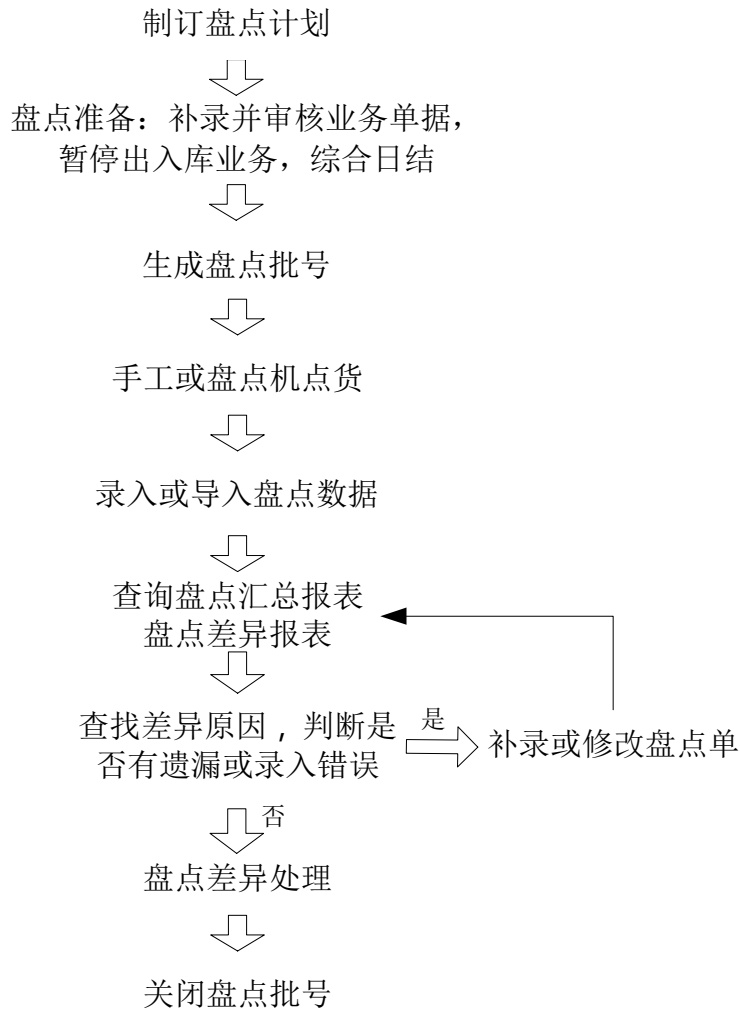 制订盘点计划
盘点准备：补录并审核业务单据，
暂停出入库业务，综合日结
生成盘点批号
手工或盘点机点货
录入或导入盘点数据
查询盘点汇总报表
盘点差异报表
查找差异原因，判断是
否有遗漏或录入错误
是
补录或修改盘点单
否
盘点差异处理
关闭盘点批号